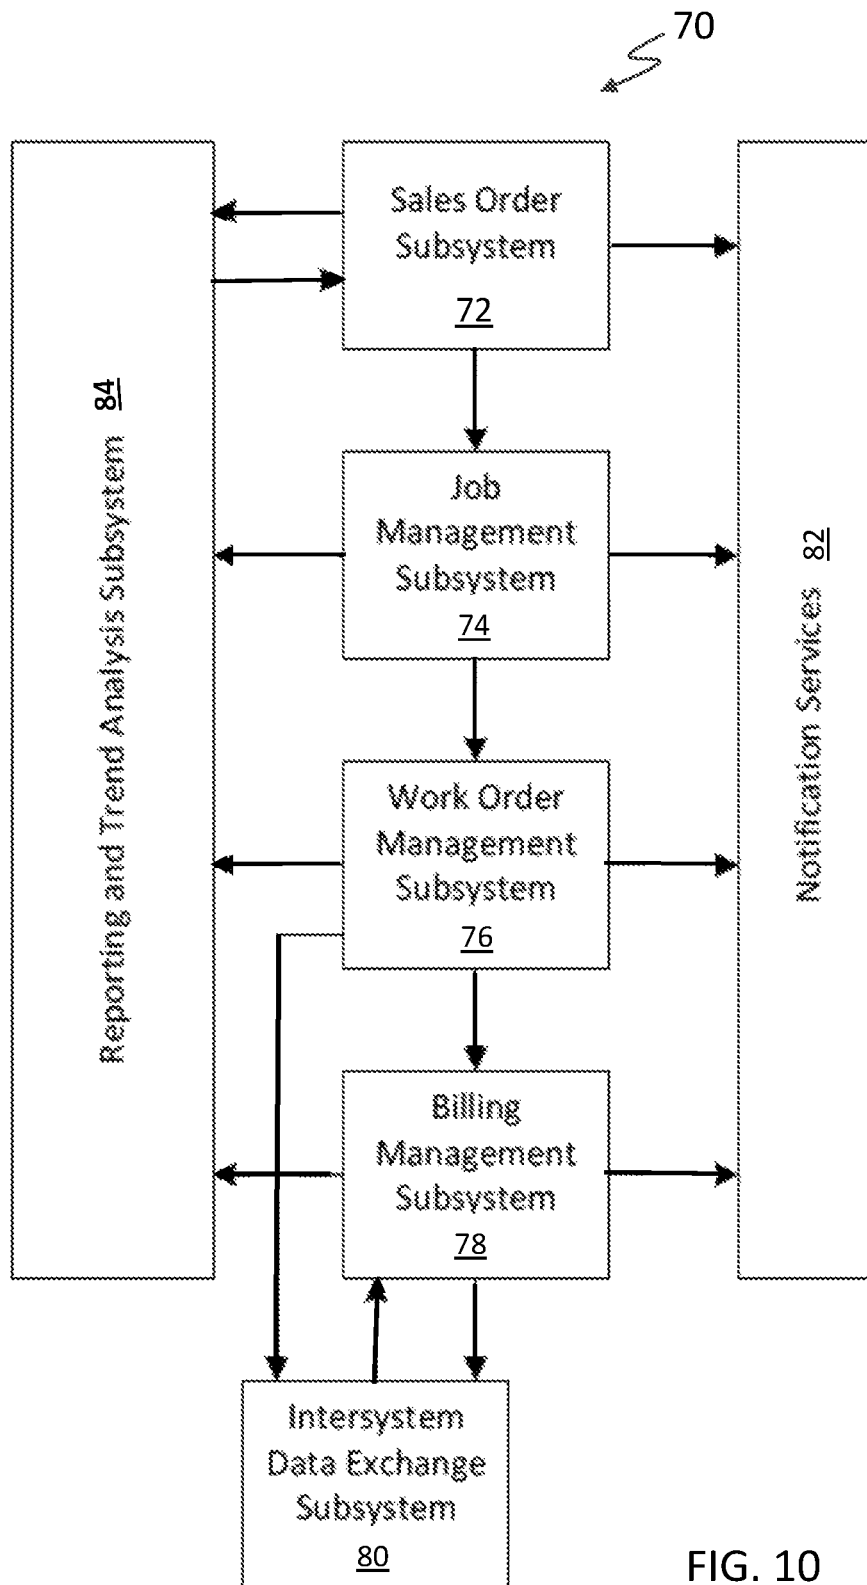 70
Sales Order
Subsystem
72
Reporting and Trend Analysis Subsystem 84
Job
Management
Subsystem
74
Notification Services 82
Work Order
Management
Subsystem
76
Billing
Management
Subsystem
78
Intersystem
Data Exchange
Subsystem
80
FIG. 10